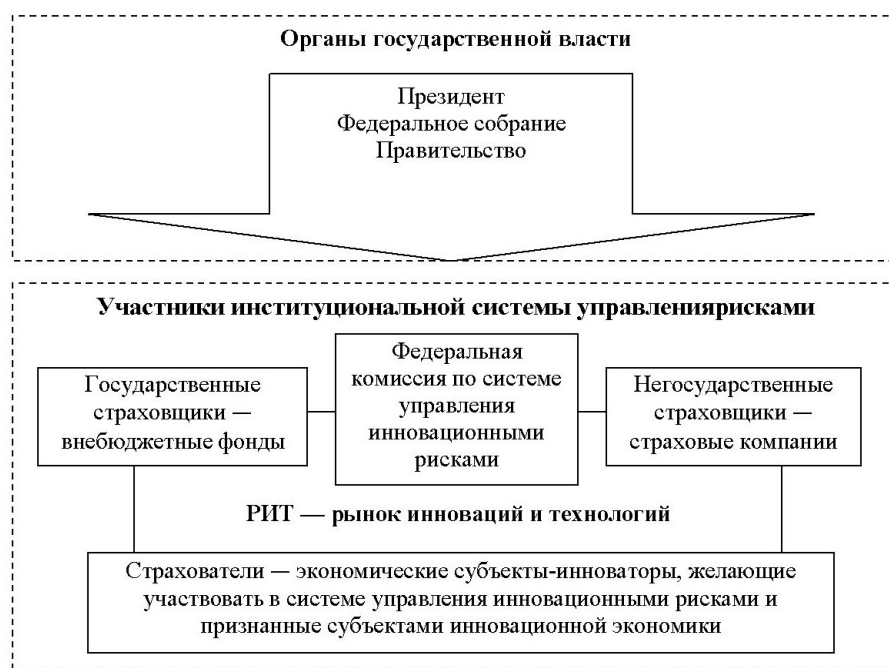 Органы государственной власти
Президент
Федеральное собрание
Правительство
Участники институциональной системы управлениярисками
Государственные
страховщики —
внебюджетные фонды
Федеральная
комиссия по системе
управления
инновационными
рисками
Негосударственные
страховщики —
страховые компании
РИТ — рынок инноваций и технологий
Страхователи — экономические субъекты-инноваторы, желающие
участвовать в системе управления инновационными рисками и
признанные субъектами инновационной экономики